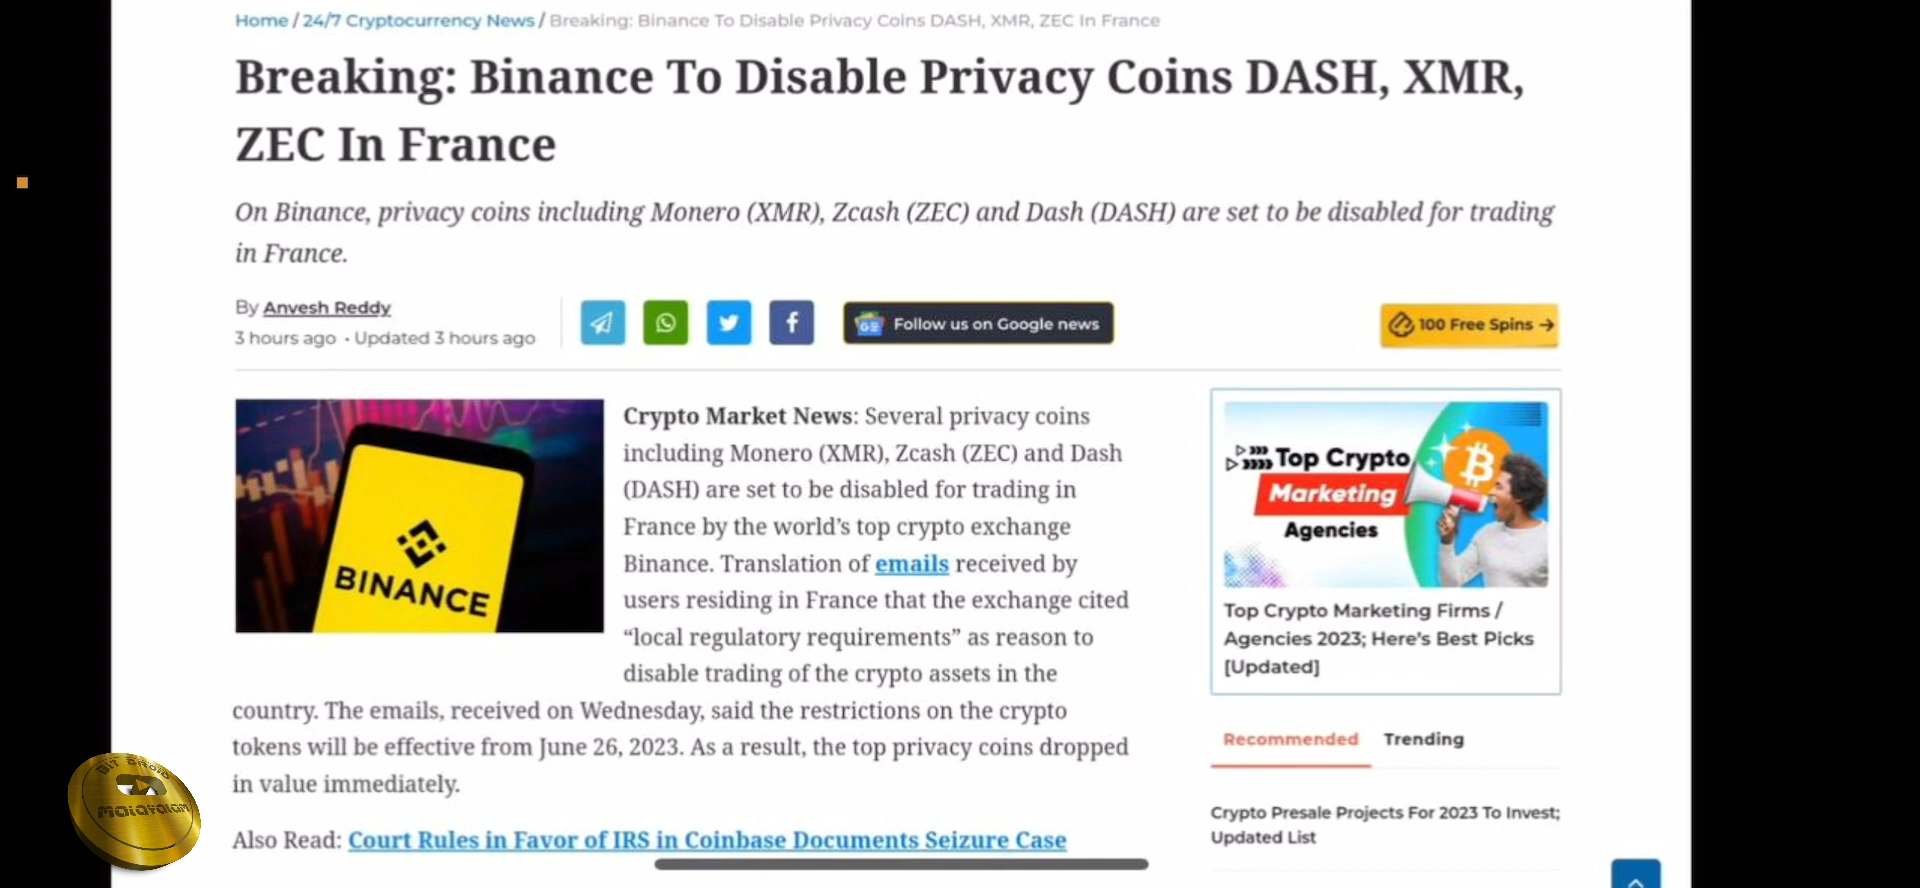 Home / 24/7 Cryptocurrency News / Breaking: Binance To Disable Privacy Coins DASH, XMR, ZEC In France
Breaking: Binance To Disable Privacy Coins DASH, XMR,
ZEC In France
On Binance, privacy coins including Monero (XMR), Zcash (ZEC) and Dash (DASH) are set to be disabled for trading
in France.
By Anvesh Reddy
3 hours ago • Updated 3 hours ago
Follow us on Google news
100 Free Spins →
BINANCE
Crypto Market News: Several privacy coins
including Monero (XMR), Zcash (ZEC) and Dash
(DASH) are set to be disabled for trading in
France by the world's top crypto exchange
Binance. Translation of emails received by
users residing in France that the exchange cited
“local regulatory requirements” as reason to
disable trading of the crypto assets in the
country. The emails, received on Wednesday, said the restrictions on the crypto
tokens will be effective from June 26, 2023. As a result, the top privacy coins dropped
in value immediately.
Also Read: Court Rules in Favor of IRS in Coinbase Documents Seizure Case
Top Crypto
Marketing
Agencies
Top Crypto Marketing Firms /
Agencies 2023; Here's Best Picks
[Updated]
Recommended Trending
Crypto Presale Projects For 2023 To Invest;
Updated List
BIT DROID
Malayalam